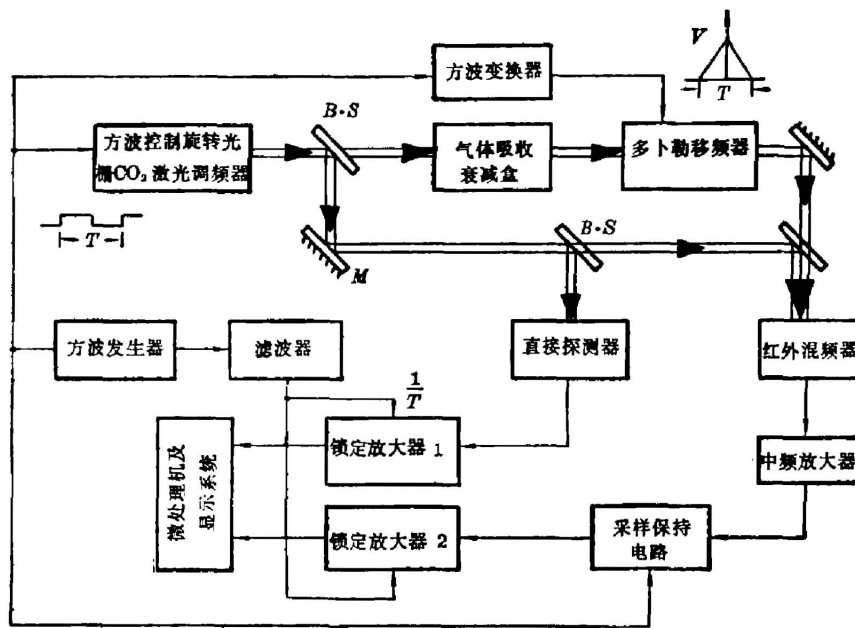 V
T
方波变换器
B·S
方波控制旋转光
栅CO₂激光调频器
气体吸收
衰减盒
多卜勒移频器
T
B·S
M
方波发生器
滤波器
直接探测器
红外混频器
1/T
微处理机及
显示系统
锁定放大器 1
中频放大器
锁定放大器 2
采样保持
电路